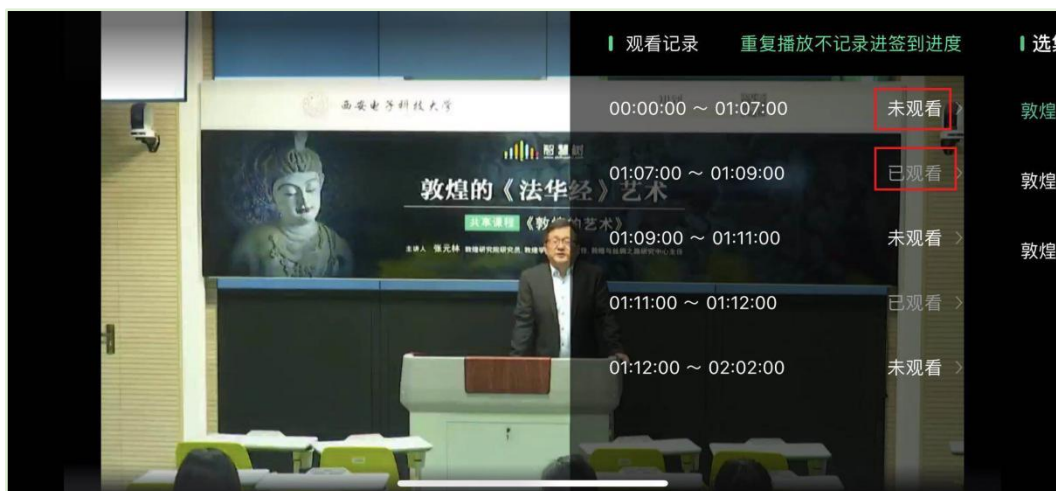 观看记录 重复播放不记录进签到进度 选
西安电子科技大学
00:00:00 ~ 01:07:00 未观看
敦煌
智慧树
01:07:00 ~ 01:09:00 已观看
敦煌
敦煌的《法华经》艺术
共享课程 《敦煌的艺术》
01:09:00 ~ 01:11:00 未观看
敦煌
主讲人 张元林
01:11:00 ~ 01:12:00 已观看
01:12:00 ~ 02:02:00 未观看